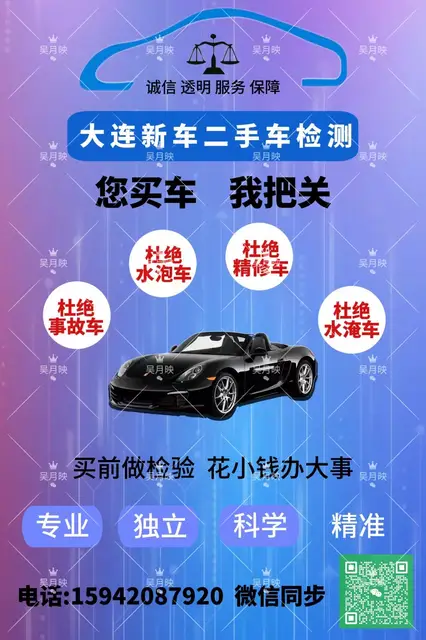 诚信 透明 服务 保障
大连新车二手车检测
您买车 我把关
杜绝
水泡车
杜绝
精修车
杜绝
事故车
杜绝
水淹车
买前做检验 花小钱办大事
专业 独立 科学 精准
电话:15942087920 微信同步
吴月映